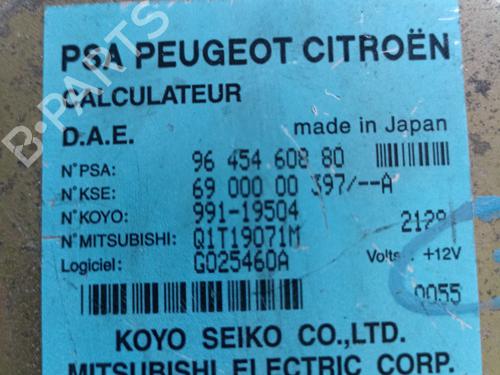 PSA PEUGEOT CITROËN
CALCULATEUR
D.A.E. made in Japan
N°PSA: 96 454 608 80
N°KSE: 69 000 00 397/--A
N°KOYO: 991-19504
N°MITSUBISHI: Q1T19071M 2129
Logiciel: G025460A Volts : +12V
0055
KOYO SEIKO CO.,LTD.
MITSUBISHI ELECTRIC CORP.
B-PARTS